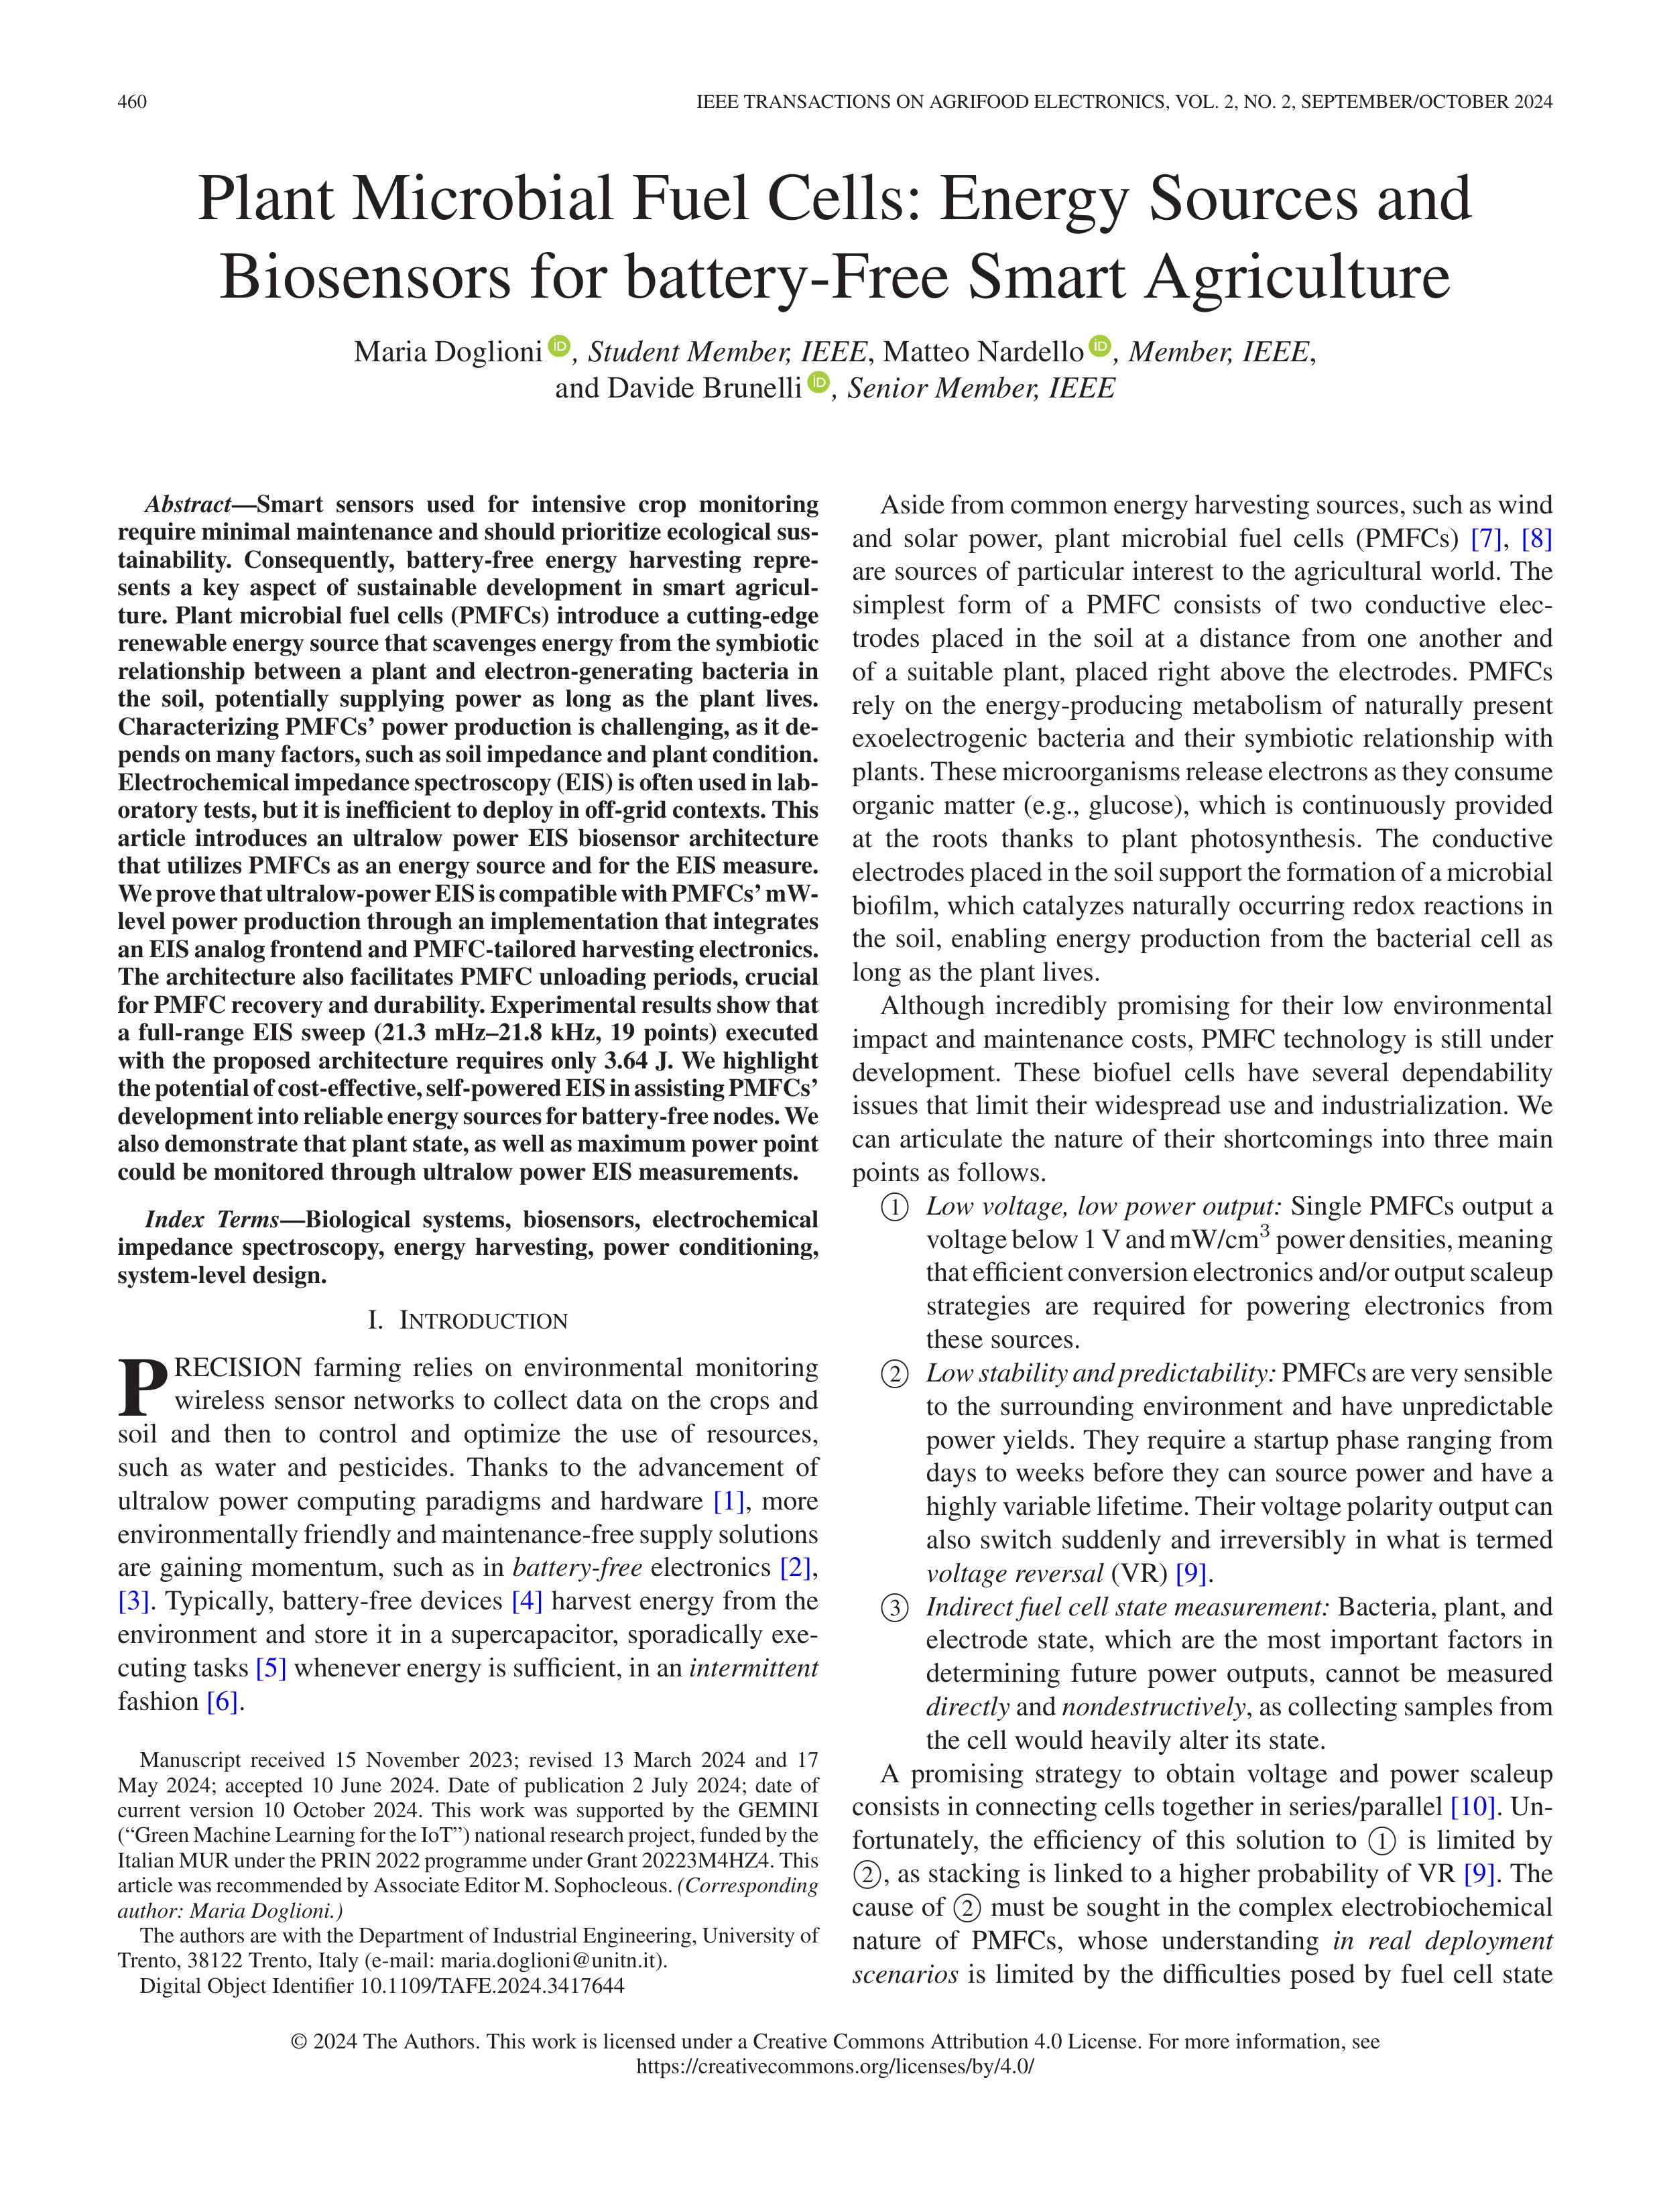 460
IEEE TRANSACTIONS ON AGRIFOOD ELECTRONICS, VOL. 2, NO. 2, SEPTEMBER/OCTOBER 2024
Plant Microbial Fuel Cells: Energy Sources and
Biosensors for battery-Free Smart Agriculture
Maria Doglioni iD, Student Member, IEEE, Matteo Nardello iD, Member, IEEE,
and Davide Brunelli iD, Senior Member, IEEE
Abstract—Smart sensors used for intensive crop monitoring
require minimal maintenance and should prioritize ecological sus-
tainability. Consequently, battery-free energy harvesting repre-
sents a key aspect of sustainable development in smart agricul-
ture. Plant microbial fuel cells (PMFCs) introduce a cutting-edge
renewable energy source that scavenges energy from the symbiotic
relationship between a plant and electron-generating bacteria in
the soil, potentially supplying power as long as the plant lives.
Characterizing PMFCs’ power production is challenging, as it de-
pends on many factors, such as soil impedance and plant condition.
Electrochemical impedance spectroscopy (EIS) is often used in lab-
oratory tests, but it is inefficient to deploy in off-grid contexts. This
article introduces an ultralow power EIS biosensor architecture
that utilizes PMFCs as an energy source and for the EIS measure.
We prove that ultralow-power EIS is compatible with PMFCs’ mW-
level power production through an implementation that integrates
an EIS analog frontend and PMFC-tailored harvesting electronics.
The architecture also facilitates PMFC unloading periods, crucial
for PMFC recovery and durability. Experimental results show that
a full-range EIS sweep (21.3 mHz–21.8 kHz, 19 points) executed
with the proposed architecture requires only 3.64 J. We highlight
the potential of cost-effective, self-powered EIS in assisting PMFCs’
development into reliable energy sources for battery-free nodes. We
also demonstrate that plant state, as well as maximum power point
could be monitored through ultralow power EIS measurements.
Index Terms—Biological systems, biosensors, electrochemical
impedance spectroscopy, energy harvesting, power conditioning,
system-level design.
I. INTRODUCTION
PRECISION farming relies on environmental monitoring
wireless sensor networks to collect data on the crops and
soil and then to control and optimize the use of resources,
such as water and pesticides. Thanks to the advancement of
ultralow power computing paradigms and hardware [1], more
environmentally friendly and maintenance-free supply solutions
are gaining momentum, such as in battery-free electronics [2],
[3]. Typically, battery-free devices [4] harvest energy from the
environment and store it in a supercapacitor, sporadically exe-
cuting tasks [5] whenever energy is sufficient, in an intermittent
fashion [6].
Manuscript received 15 November 2023; revised 13 March 2024 and 17
May 2024; accepted 10 June 2024. Date of publication 2 July 2024; date of
current version 10 October 2024. This work was supported by the GEMINI
(“Green Machine Learning for the IoT”) national research project, funded by the
Italian MUR under the PRIN 2022 programme under Grant 20223M4HZ4. This
article was recommended by Associate Editor M. Sophocleous. (Corresponding
author: Maria Doglioni.)
The authors are with the Department of Industrial Engineering, University of
Trento, 38122 Trento, Italy (e-mail: maria.doglioni@unitn.it).
Digital Object Identifier 10.1109/TAFE.2024.3417644
Aside from common energy harvesting sources, such as wind
and solar power, plant microbial fuel cells (PMFCs) [7], [8]
are sources of particular interest to the agricultural world. The
simplest form of a PMFC consists of two conductive elec-
trodes placed in the soil at a distance from one another and
of a suitable plant, placed right above the electrodes. PMFCs
rely on the energy-producing metabolism of naturally present
exoelectrogenic bacteria and their symbiotic relationship with
plants. These microorganisms release electrons as they consume
organic matter (e.g., glucose), which is continuously provided
at the roots thanks to plant photosynthesis. The conductive
electrodes placed in the soil support the formation of a microbial
biofilm, which catalyzes naturally occurring redox reactions in
the soil, enabling energy production from the bacterial cell as
long as the plant lives.
Although incredibly promising for their low environmental
impact and maintenance costs, PMFC technology is still under
development. These biofuel cells have several dependability
issues that limit their widespread use and industrialization. We
can articulate the nature of their shortcomings into three main
points as follows.
① Low voltage, low power output: Single PMFCs output a
voltage below 1 V and mW/cm³ power densities, meaning
that efficient conversion electronics and/or output scaleup
strategies are required for powering electronics from
these sources.
② Low stability and predictability: PMFCs are very sensible
to the surrounding environment and have unpredictable
power yields. They require a startup phase ranging from
days to weeks before they can source power and have a
highly variable lifetime. Their voltage polarity output can
also switch suddenly and irreversibly in what is termed
voltage reversal (VR) [9].
③ Indirect fuel cell state measurement: Bacteria, plant, and
electrode state, which are the most important factors in
determining future power outputs, cannot be measured
directly and nondestructively, as collecting samples from
the cell would heavily alter its state.
A promising strategy to obtain voltage and power scaleup
consists in connecting cells together in series/parallel [10]. Un-
fortunately, the efficiency of this solution to ① is limited by
②, as stacking is linked to a higher probability of VR [9]. The
cause of ② must be sought in the complex electrobiochemical
nature of PMFCs, whose understanding in real deployment
scenarios is limited by the difficulties posed by fuel cell state
© 2024 The Authors. This work is licensed under a Creative Commons Attribution 4.0 License. For more information, see
https://creativecommons.org/licenses/by/4.0/